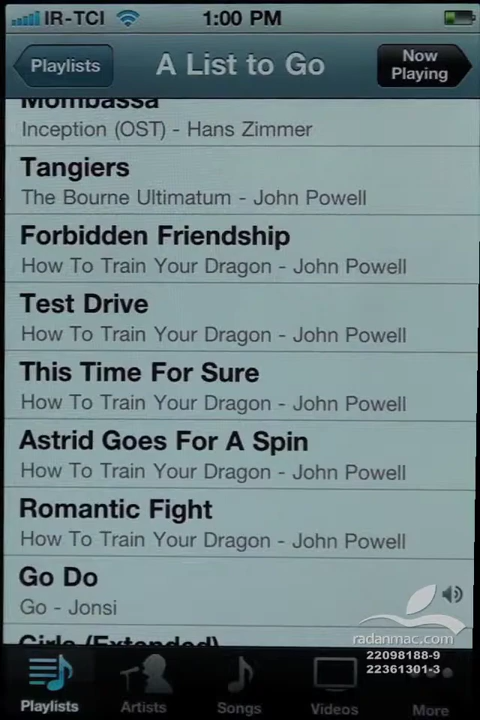 IR-TCI 1:00 PM
Playlists A List to Go Now Playing
Mombassa
Inception (OST) - Hans Zimmer
Tangiers
The Bourne Ultimatum - John Powell
Forbidden Friendship
How To Train Your Dragon - John Powell
Test Drive
How To Train Your Dragon - John Powell
This Time For Sure
How To Train Your Dragon - John Powell
Astrid Goes For A Spin
How To Train Your Dragon - John Powell
Romantic Fight
How To Train Your Dragon - John Powell
Go Do
Go - Jonsi
Girls (Extended)
radanmac.com
22098188-9
22361301-3
Playlists Artists Songs Videos More